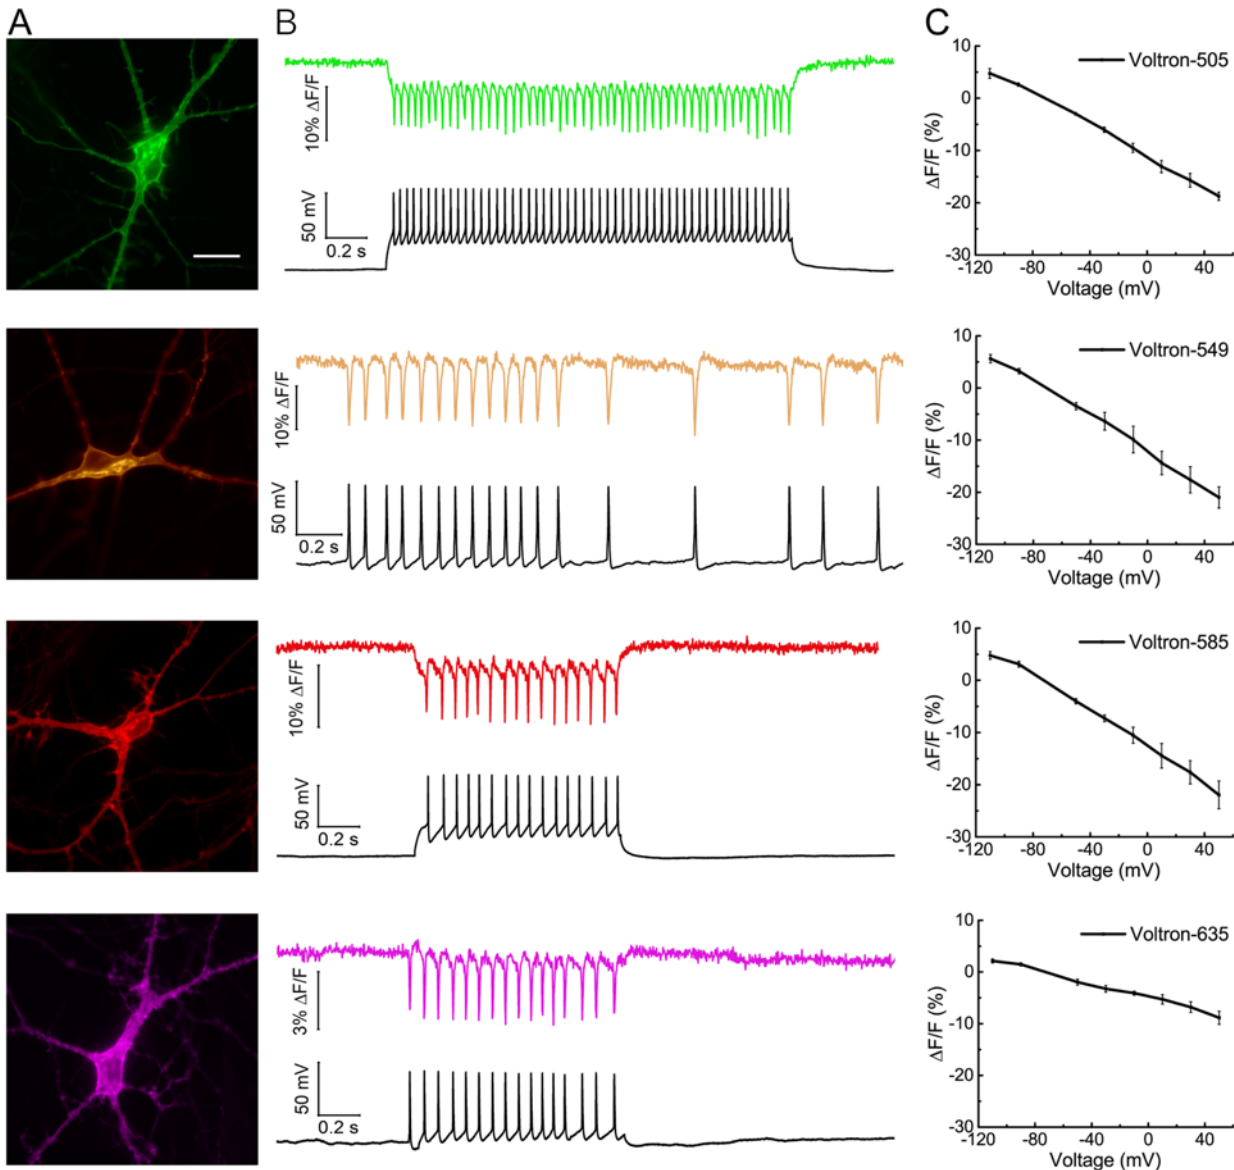 A
B
C
10% ΔF/F
50 mV
0.2 s
10
0
-10
-20
-30
ΔF/F (%)
Voltron-505
-120
-80
-40
0
40
Voltage (mV)
10% ΔF/F
50 mV
0.2 s
10
0
-10
-20
-30
ΔF/F (%)
Voltron-549
-120
-80
-40
0
40
Voltage (mV)
10% ΔF/F
50 mV
0.2 s
10
0
-10
-20
-30
ΔF/F (%)
Voltron-585
-120
-80
-40
0
40
Voltage (mV)
3% ΔF/F
50 mV
0.2 s
10
0
-10
-20
-30
ΔF/F (%)
Voltron-635
-120
-80
-40
0
40
Voltage (mV)